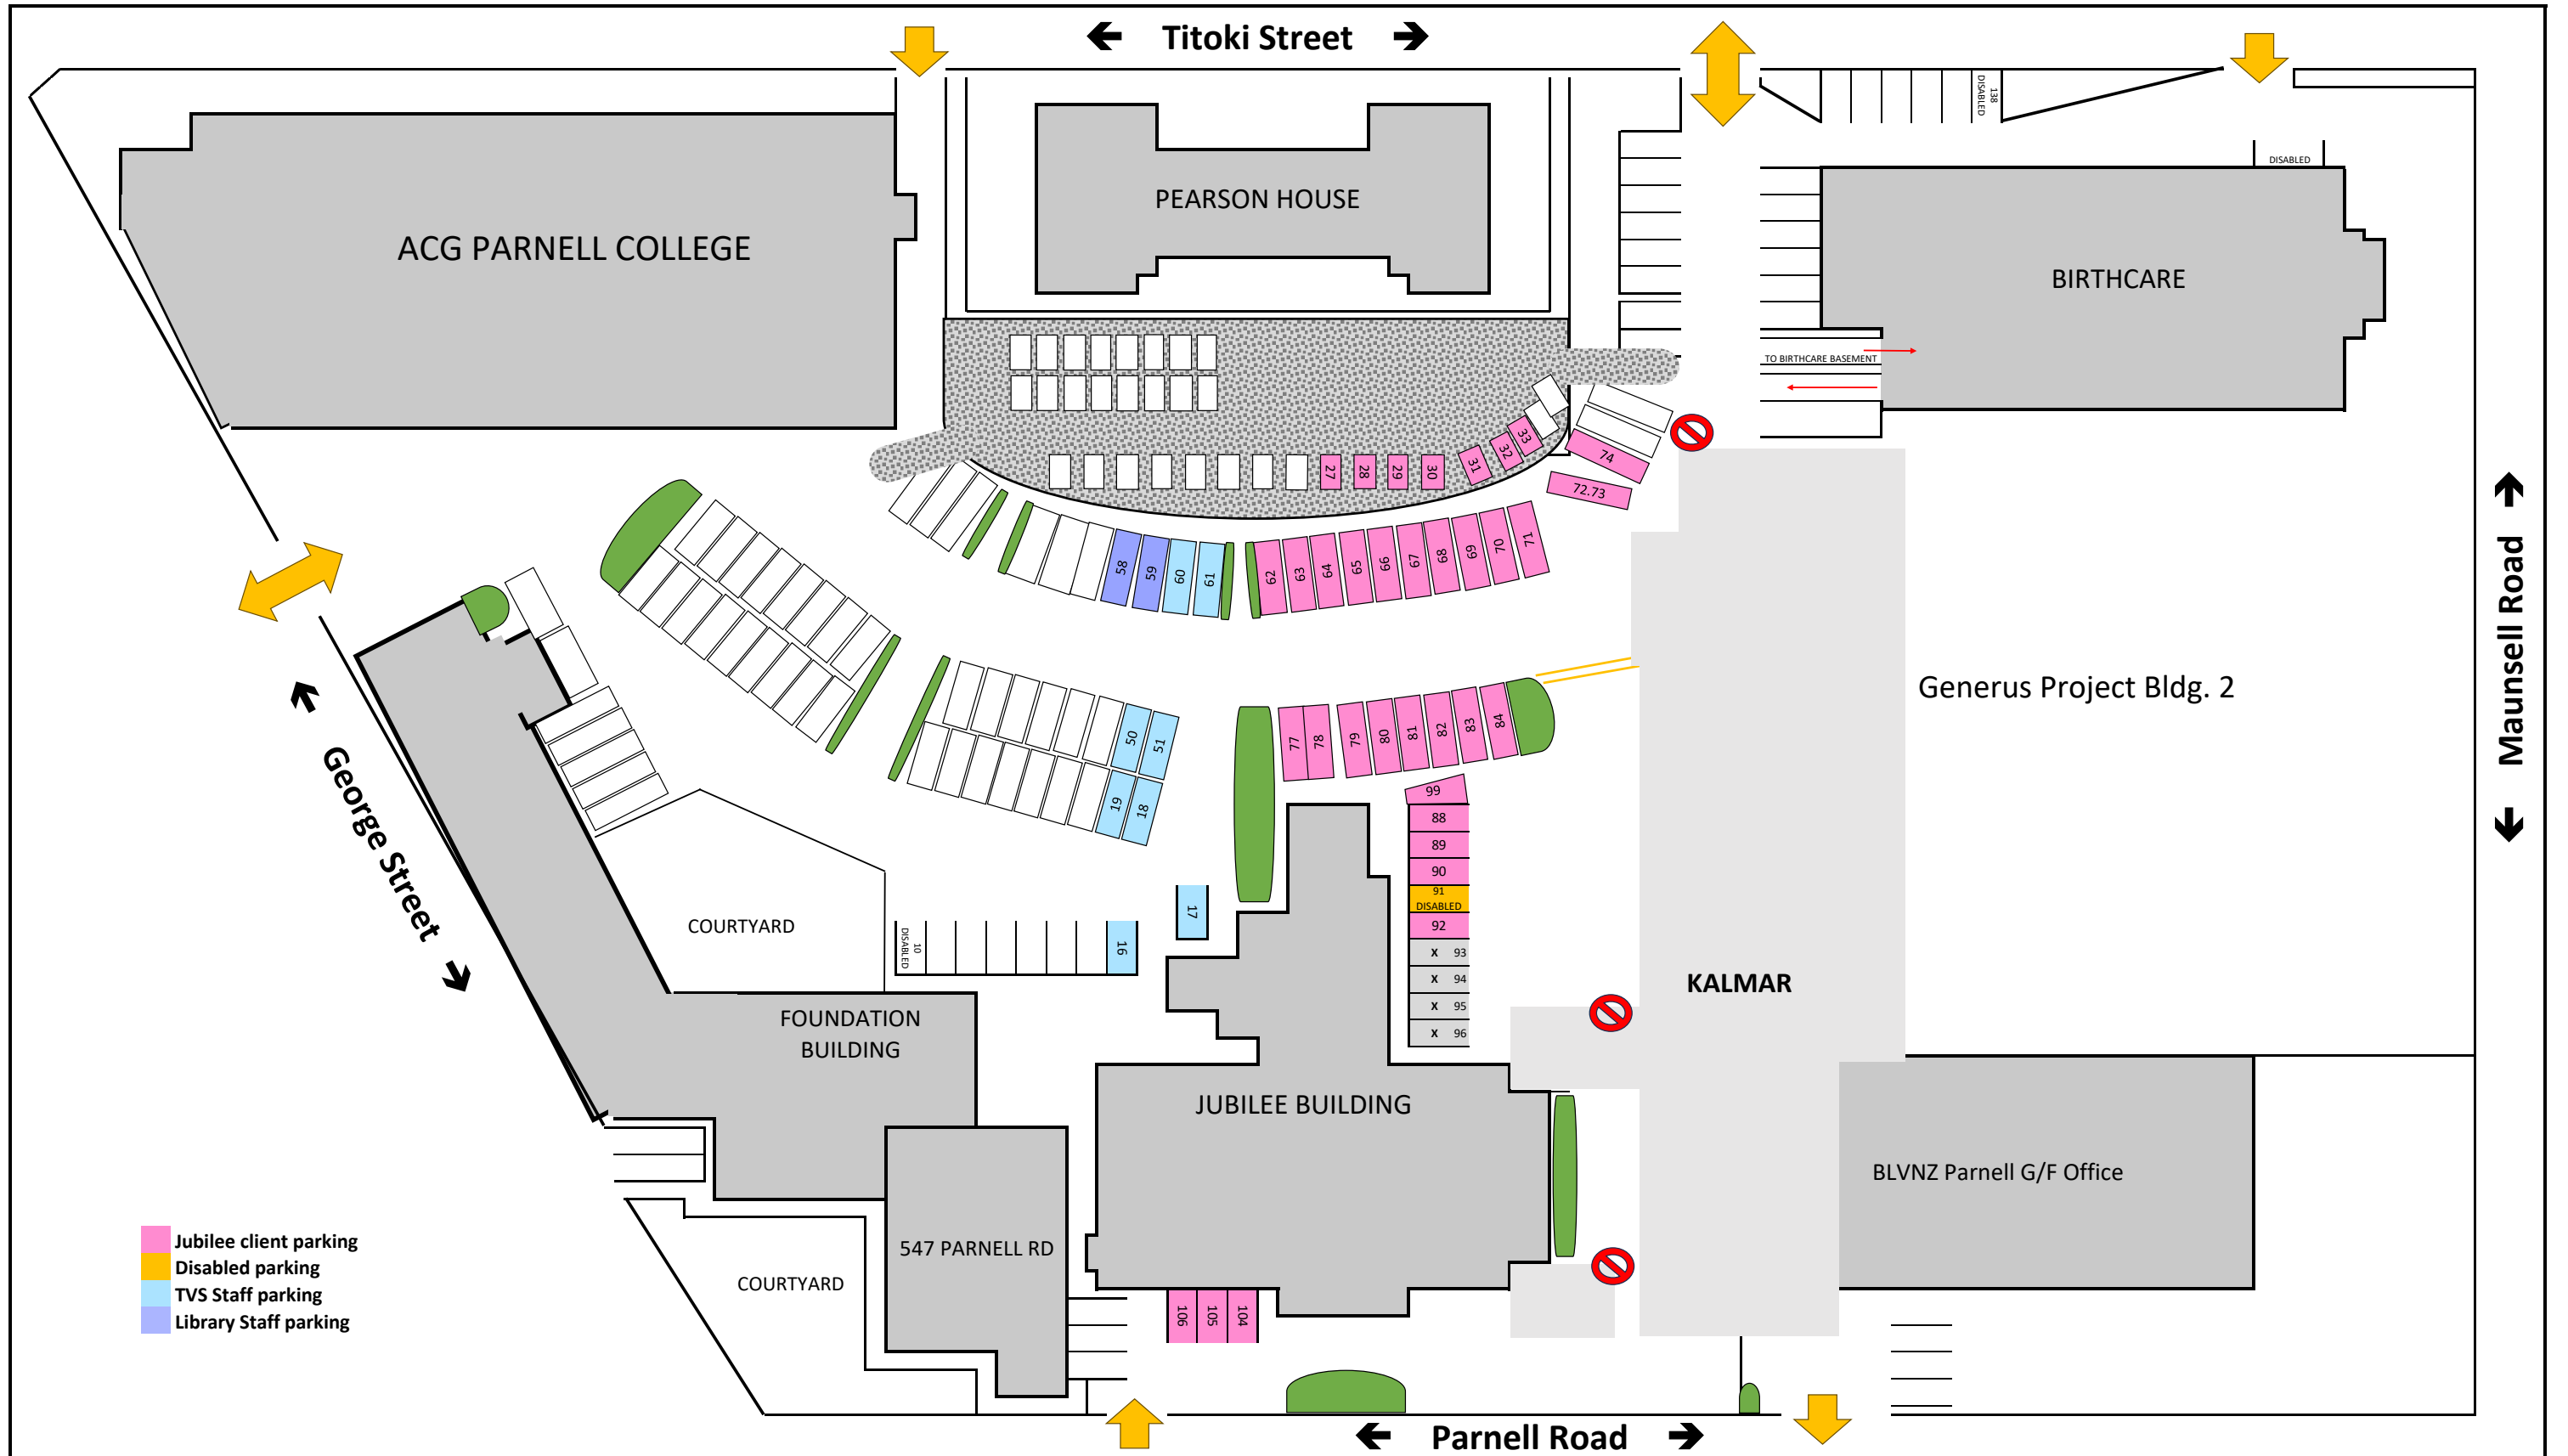 ← Titoki Street →
138
DISABLED
DISABLED
PEARSON HOUSE
ACG PARNELL COLLEGE
BIRTHCARE
TO BIRTHCARE BASEMENT
27
28
29
30
31
32
33
74
72.73
58
59
60
61
62
63
64
65
66
67
68
69
70
71
Generus Project Bldg. 2
← Maunsell Road →
50
51
19
18
77
78
79
80
81
82
83
84
99
88
89
90
91
DISABLED
92
X 93
X 94
X 95
X 96
← George Street →
COURTYARD
10
DISABLED
16
17
KALMAR
FOUNDATION
BUILDING
JUBILEE BUILDING
BLVNZ Parnell G/F Office
547 PARNELL RD
COURTYARD
106
105
104
Jubilee client parking
Disabled parking
TVS Staff parking
Library Staff parking
← Parnell Road →